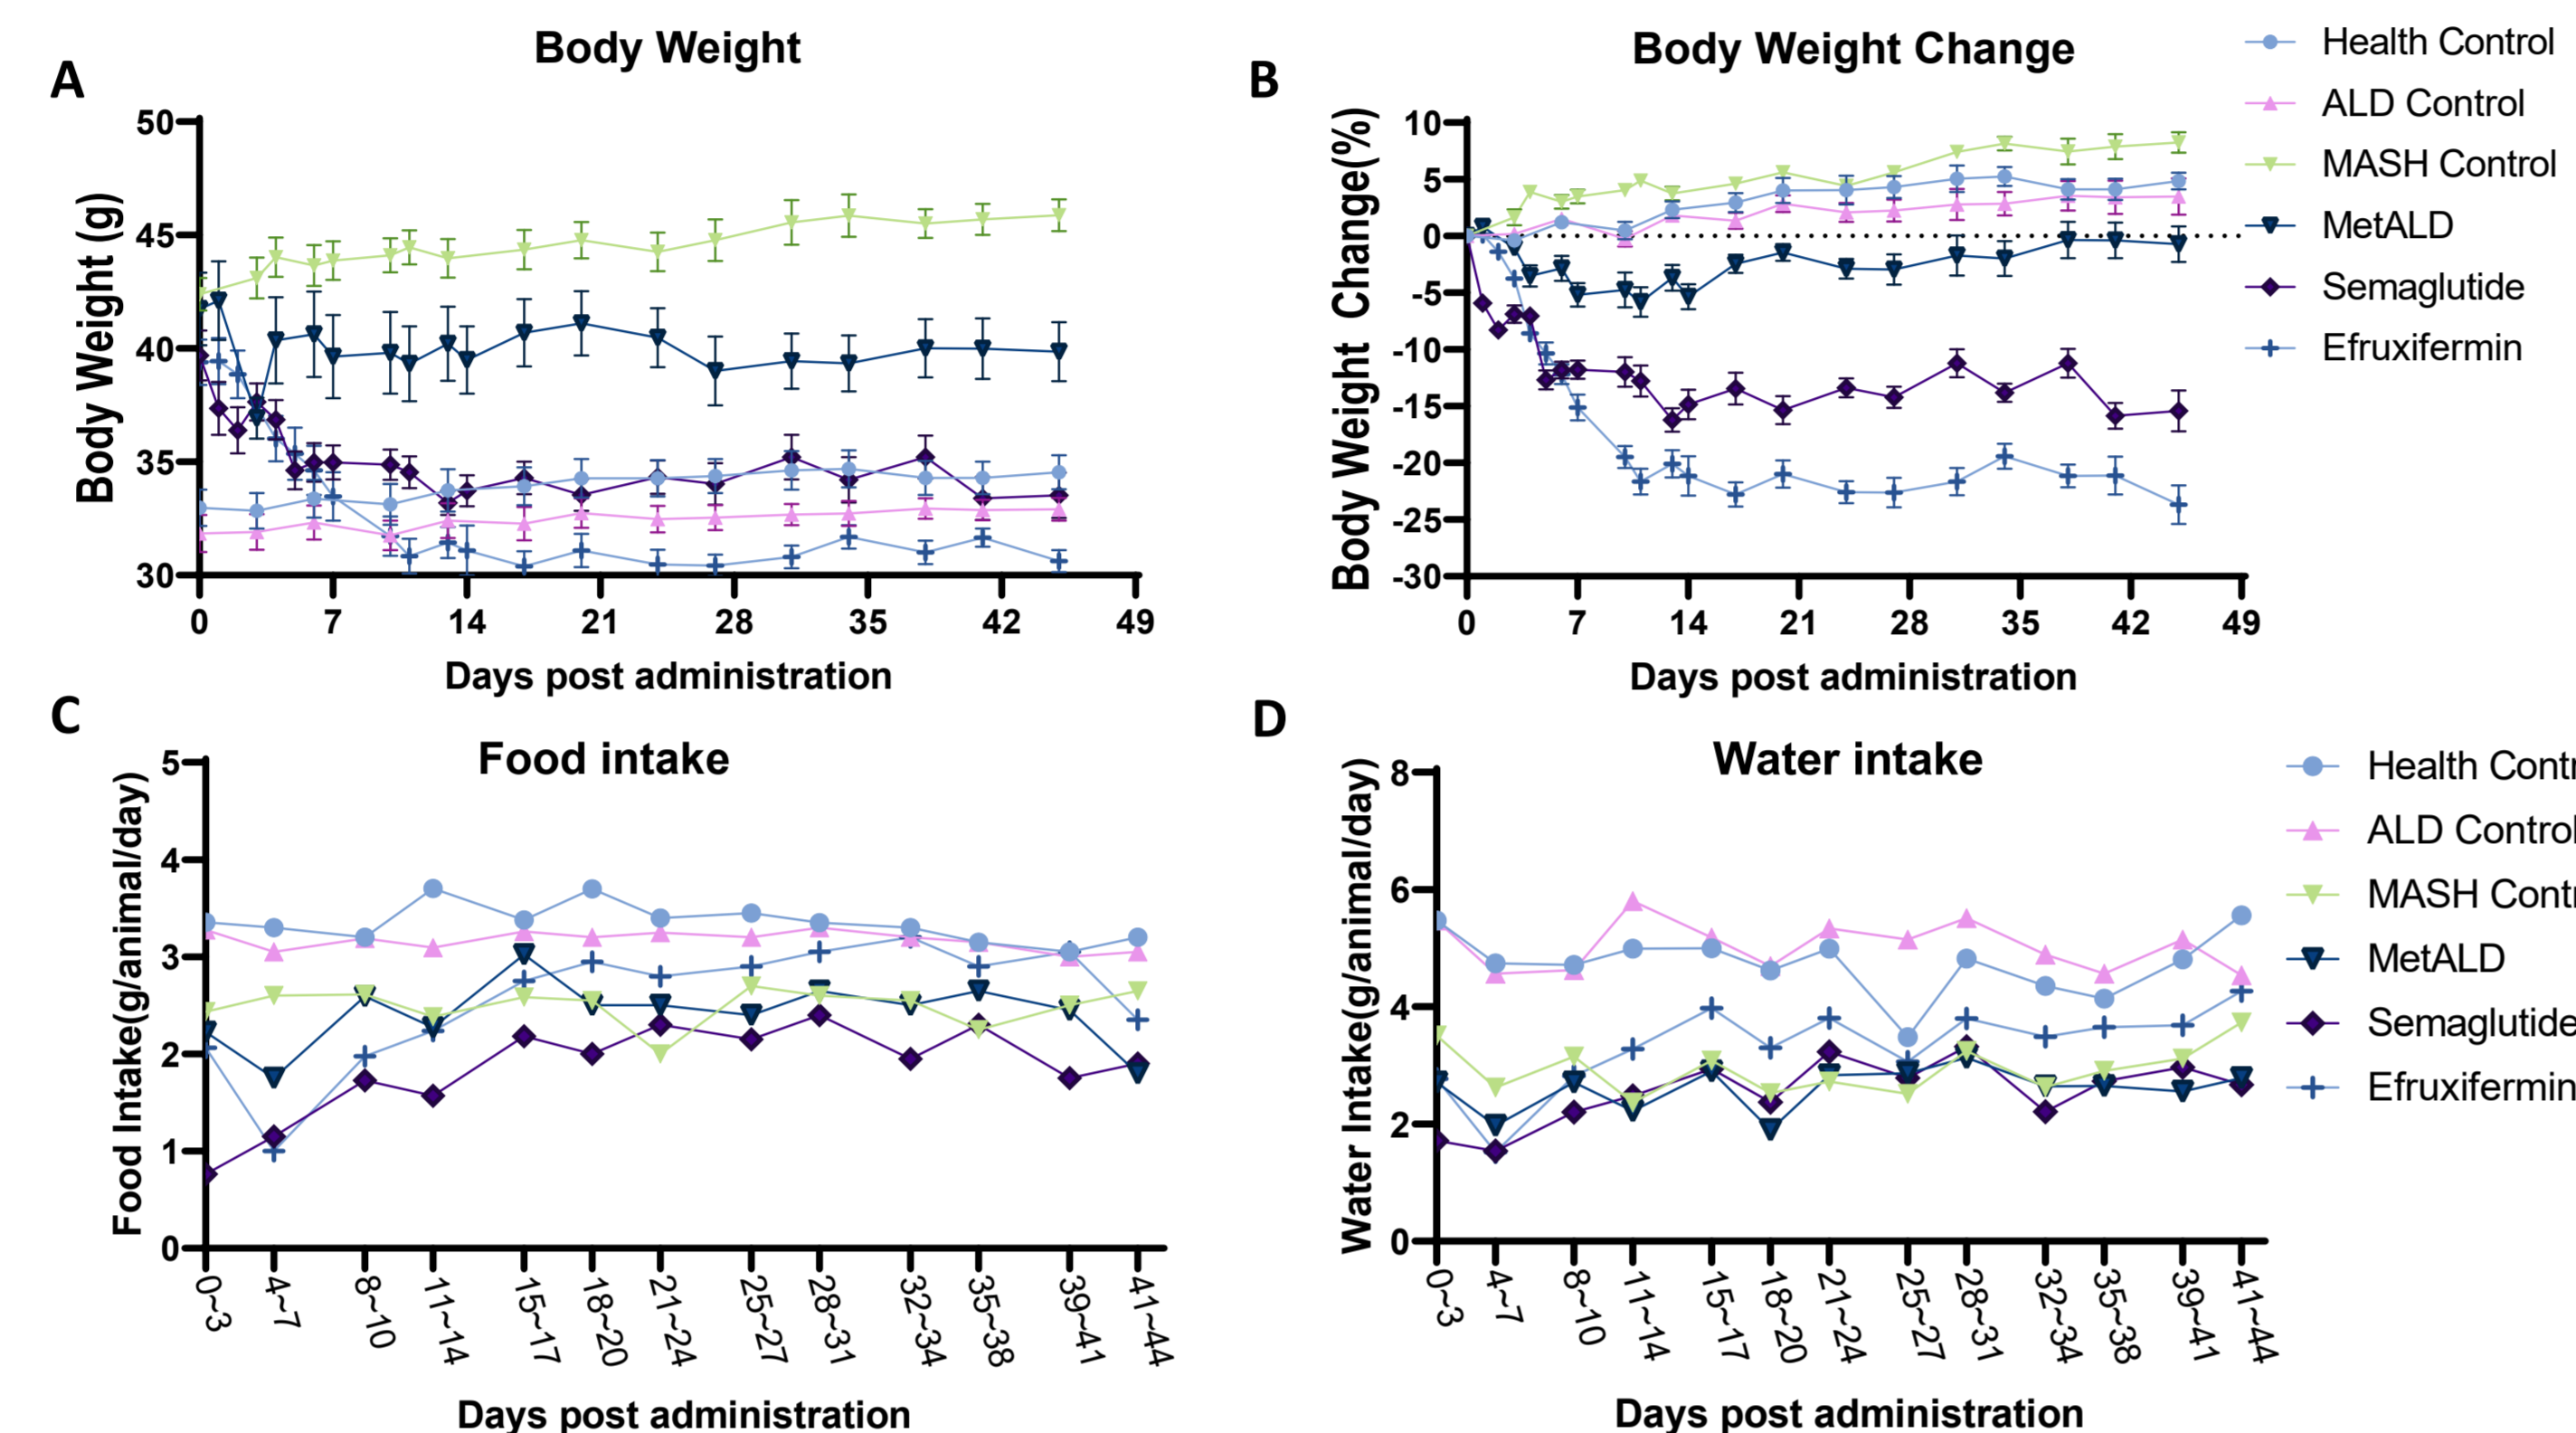 A
Body Weight
Body Weight (g)
50
45
40
35
30
0 7 14 21 28 35 42 49
Days post administration
B
Body Weight Change
Body Weight Change(%)
10
5
0
-5
-10
-15
-20
-25
-30
0 7 14 21 28 35 42 49
Days post administration
Health Control
ALD Control
MASH Control
MetALD
Semaglutide
Efruxifermin
C
Food intake
Food Intake(g/animal/day)
5
4
3
2
1
0
0~3 4~7 8~10 11~14 15~17 18~20 21~24 25~27 28~31 32~34 35~38 39~41 41~44
Days post administration
D
Water intake
Water Intake(g/animal/day)
8
6
4
2
0
0~3 4~7 8~10 11~14 15~17 18~20 21~24 25~27 28~31 32~34 35~38 39~41 41~44
Days post administration
Health Contr
ALD Control
MASH Contr
MetALD
Semaglutide
Efruxifermin